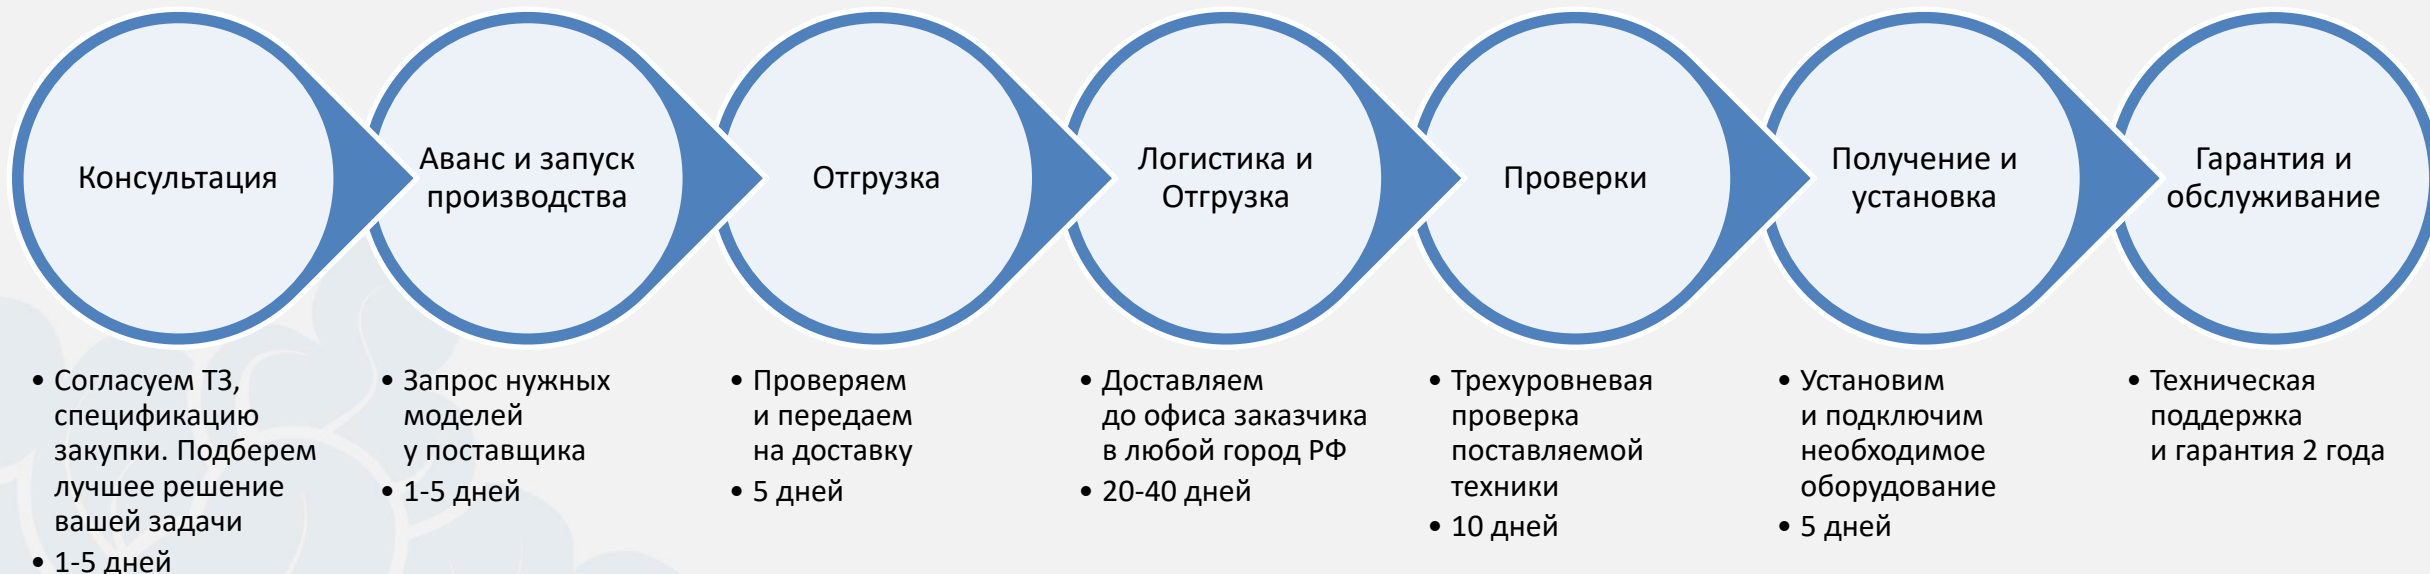 Консультация
Аванс и запуск
производства
Отгрузка
Логистика и
Отгрузка
Проверки
Получение и
установка
Гарантия и
обслуживание
• Согласуем ТЗ,
спецификацию
закупки. Подберем
лучшее решение
вашей задачи
• 1-5 дней
• Запрос нужных
моделей
у поставщика
• 1-5 дней
• Проверяем
и передаем
на доставку
• 5 дней
• Доставляем
до офиса заказчика
в любой город РФ
• 20-40 дней
• Трехуровневая
проверка
поставляемой
техники
• 10 дней
• Установим
и подключим
необходимое
оборудование
• 5 дней
• Техническая
поддержка
и гарантия 2 года